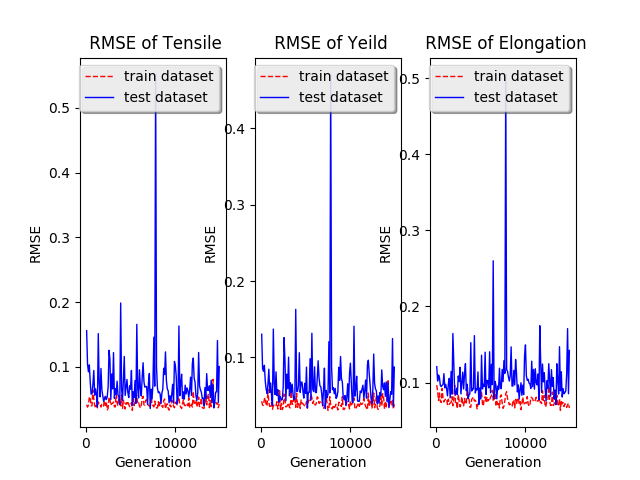 RMSE of Tensile
RMSE of Yeild
RMSE of Elongation
train dataset
test dataset
train dataset
test dataset
train dataset
test dataset
RMSE
0.5
0.4
0.3
0.2
0.1
0
10000
Generation
RMSE
0.4
0.3
0.2
0.1
0
10000
Generation
RMSE
0.5
0.4
0.3
0.2
0.1
0
10000
Generation